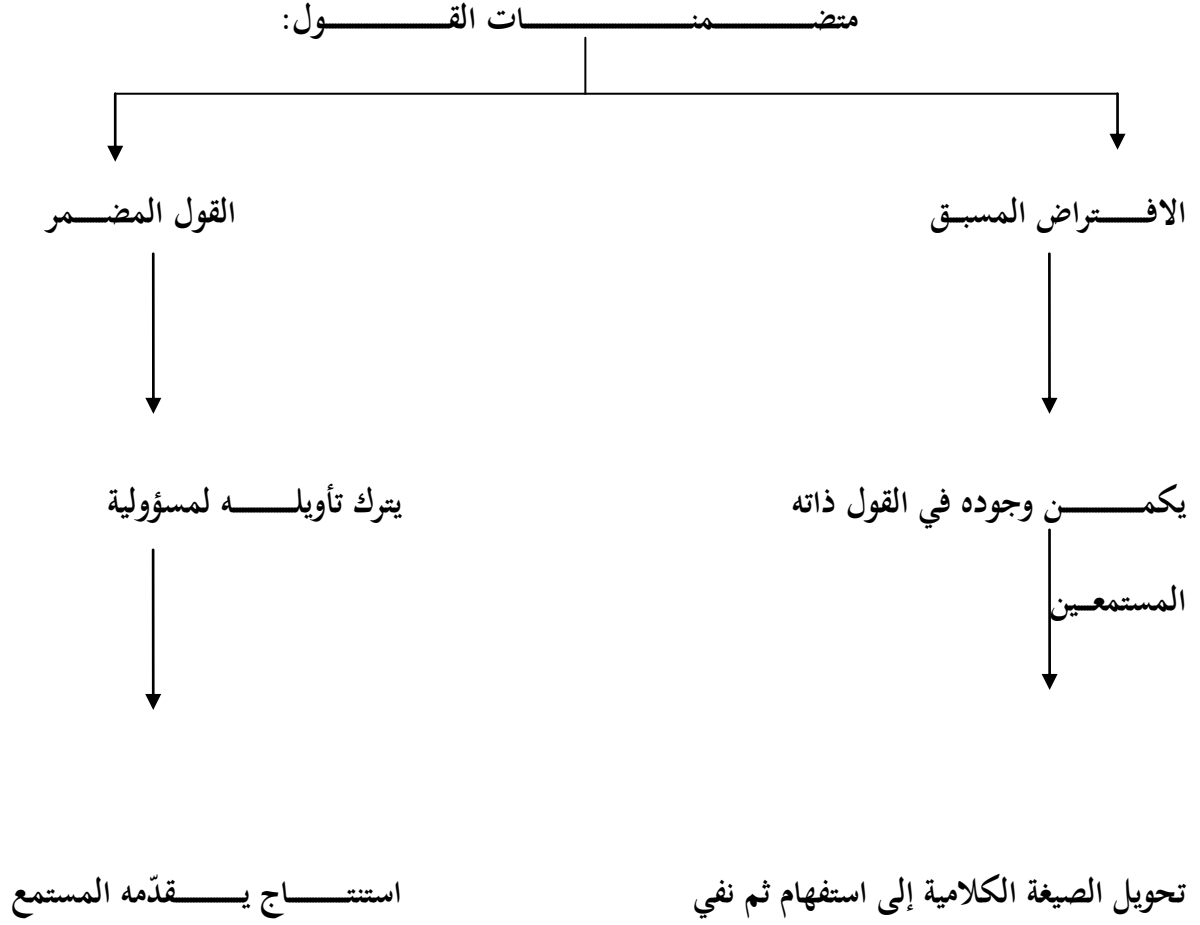 متضمنات القول:
الافتراض المسبق القول المضمر
يكمن وجوده في القول ذاته يترك تأويله لمسؤولية
المستمعين
تحويل الصيغة الكلامية إلى استفهام ثم نفي استنتاج يقدّمه المستمع